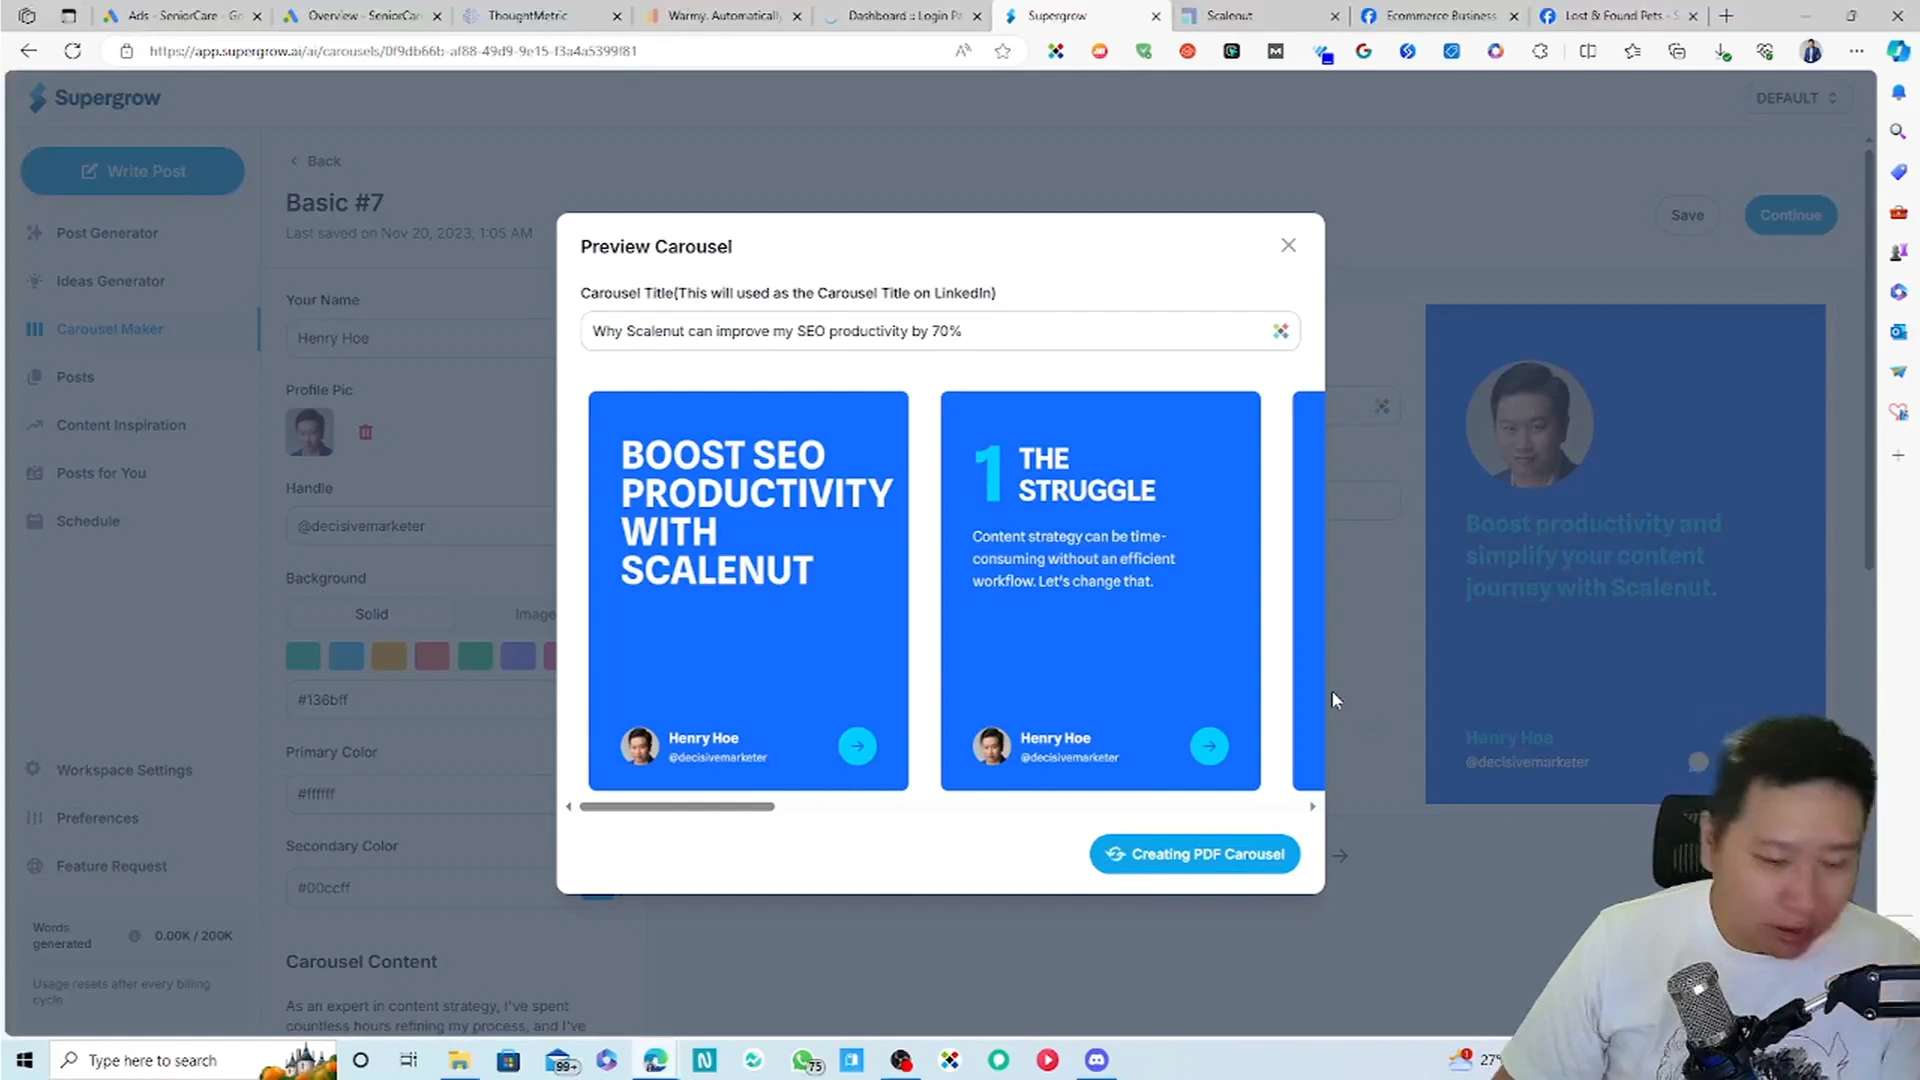 Ads - SeniorCare - Go
Overview - SeniorCar
ThoughtMetric
Warmy. Automaticall
Dashboard :: Login Pa
Supergrow
Scalenut
Ecommerce Business
Lost & Found Pets - S
https://app.supergrow.ai/ai/carousels/0f9db66b-af88-49d9-9e15-f3a4a5399f81
Supergrow
DEFAULT
Write Post
Post Generator
Ideas Generator
Carousel Maker
Posts
Content Inspiration
Posts for You
Schedule
Workspace Settings
Preferences
Feature Request
Words generated
0.00K / 200K
Usage resets after every billing
cycle
Back
Basic #7
Last saved on Nov 20, 2023, 1:05 AM
Save
Continue
Your Name
Henry Hoe
Profile Pic
Handle
@decisivemarketer
Background
Solid
Image
#136bff
Primary Color
#ffffff
Secondary Color
#00ccff
Carousel Content
As an expert in content strategy, I've spent
countless hours refining my process, and I've
Preview Carousel
Carousel Title(This will used as the Carousel Title on LinkedIn)
Why Scalenut can improve my SEO productivity by 70%
BOOST SEO
PRODUCTIVITY
WITH
SCALENUT
Henry Hoe
@decisivemarketer
1 THE
STRUGGLE
Content strategy can be time-
consuming without an efficient
workflow. Let's change that.
Henry Hoe
@decisivemarketer
Creating PDF Carousel
Boost productivity and
simplify your content
journey with Scalenut.
Henry Hoe
@decisivemarketer
Type here to search
99+
75
27°